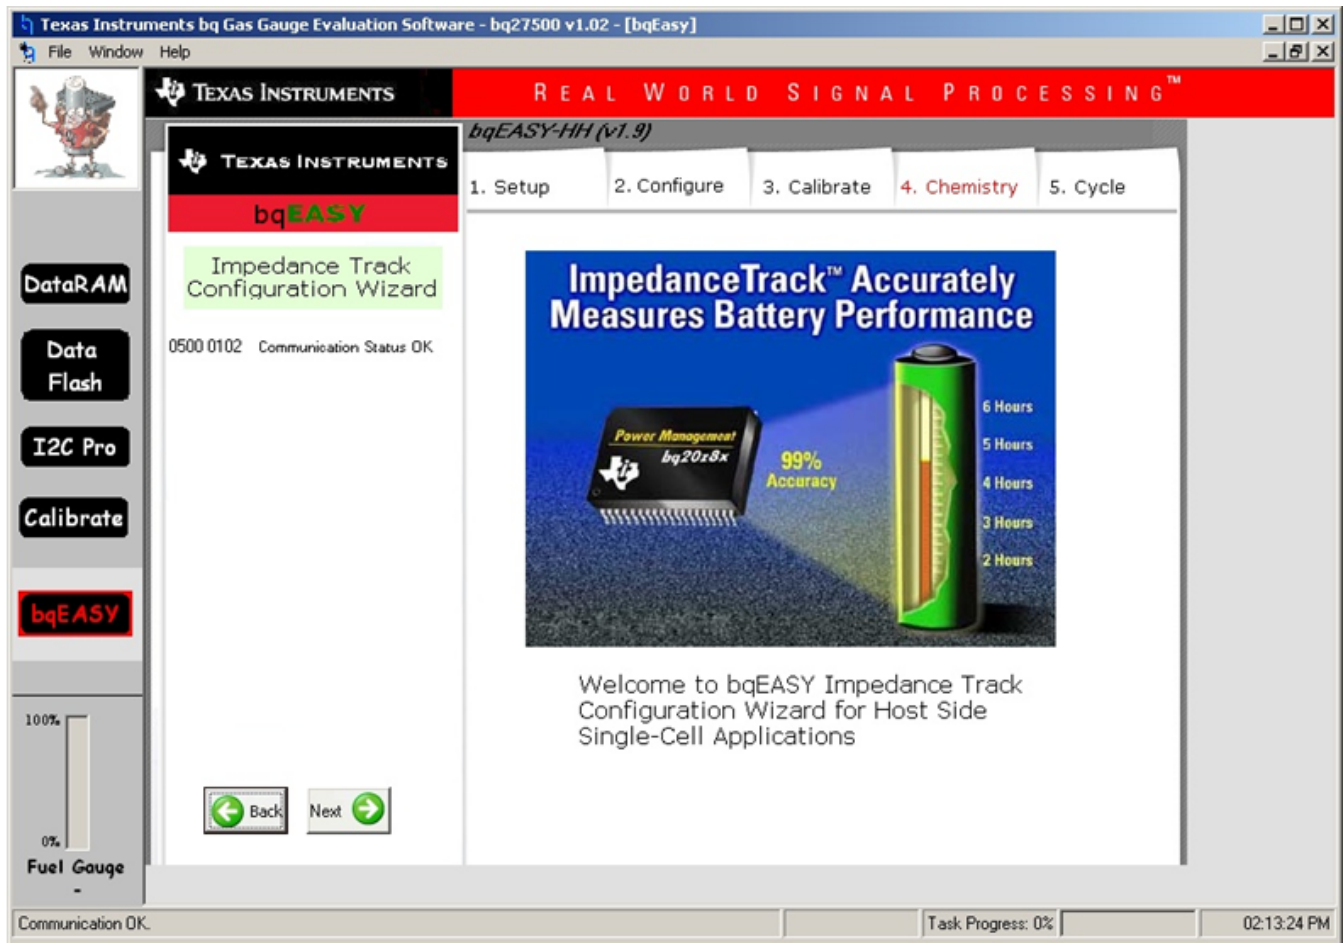 Texas Instruments bq Gas Gauge Evaluation Software - bq27500 v1.02 - [bqEasy]
File Window Help
TEXAS INSTRUMENTS
REAL WORLD SIGNAL PROCESSING™
bqEASY-HH (v1.9)
TEXAS INSTRUMENTS
bqEASY
1. Setup
2. Configure
3. Calibrate
4. Chemistry
5. Cycle
Impedance Track
Configuration Wizard
0500 0102 Communication Status OK
DataRAM
Data
Flash
I2C Pro
Calibrate
bqEASY
100%
0%
Fuel Gauge
-
ImpedanceTrack™ Accurately
Measures Battery Performance
Power Management
bq20z8x
99%
Accuracy
6 Hours
5 Hours
4 Hours
3 Hours
2 Hours
Welcome to bqEASY Impedance Track
Configuration Wizard for Host Side
Single-Cell Applications
Back
Next
Communication OK.
Task Progress: 0%
02:13:24 PM